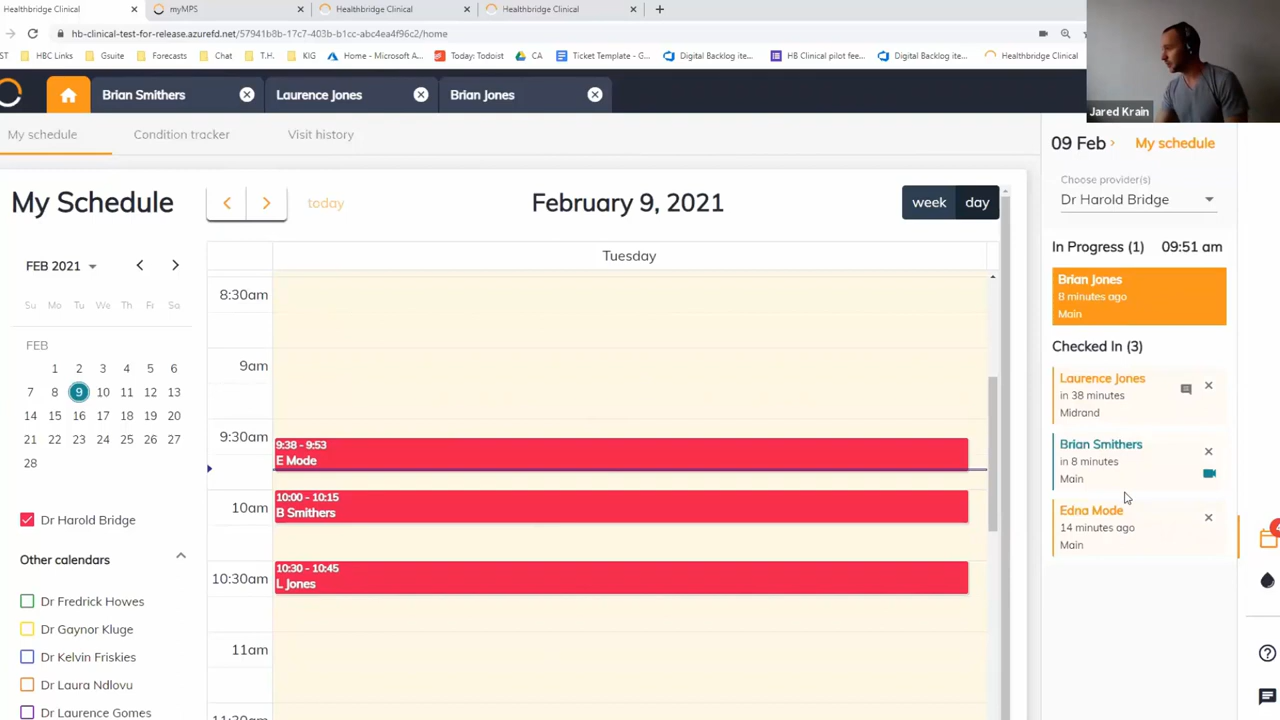 Healthbridge Clinical
myMPS
Healthbridge Clinical
Healthbridge Clinical
hb-clinical-test-for-release.azurefd.net/57941b8b-17c7-403b-b1cc-abc4ea4f96c2/home
ST
HBC Links
Gsuite
Forecasts
Chat
T.H.
KIG
Home - Microsoft A...
Today: Todoist
CA
Ticket Template - G...
Digital Backlog ite...
HB Clinical pilot fee...
Digital Backlog ite...
Healthbridge Clinical
Brian Smithers
Laurence Jones
Brian Jones
Jared Krain
My schedule
Condition tracker
Visit history
09 Feb
My schedule
My Schedule
today
February 9, 2021
week
day
Choose provider(s)
Dr Harold Bridge
Tuesday
In Progress (1)
09:51 am
FEB 2021
Su Mo Tu We Th Fr Sa
FEB
1 2 3 4 5 6
7 8 9 10 11 12 13
14 15 16 17 18 19 20
21 22 23 24 25 26 27
28
8:30am
9am
9:30am
9:38 - 9:53
E Mode
10am
10:00 - 10:15
B Smithers
10:30am
10:30 - 10:45
L Jones
11am
Brian Jones
8 minutes ago
Main
Checked In (3)
Laurence Jones
in 38 minutes
Midrand
Brian Smithers
in 8 minutes
Main
Edna Mode
14 minutes ago
Main
4
Dr Harold Bridge
Other calendars
Dr Fredrick Howes
Dr Gaynor Kluge
Dr Kelvin Friskies
Dr Laura Ndlovu
Dr Laurence Gomes